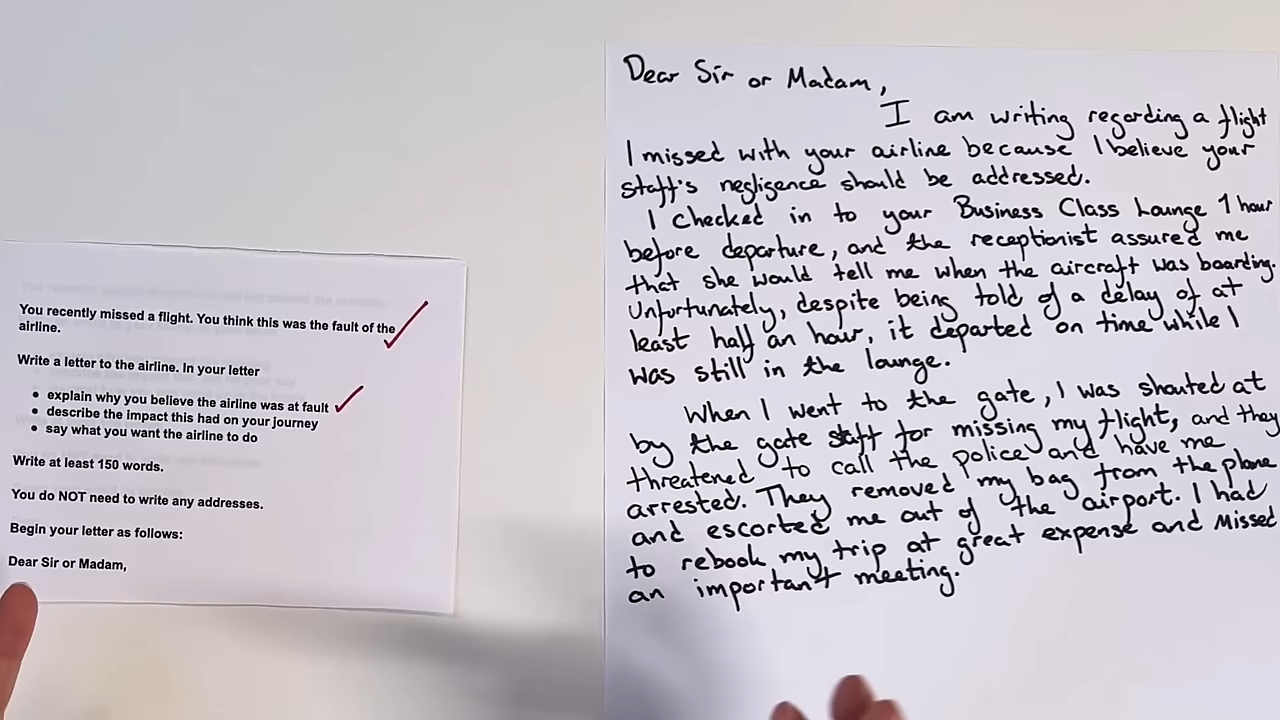 You recently missed a flight. You think this was the fault of the
airline.
Write a letter to the airline. In your letter
• explain why you believe the airline was at fault
• describe the impact this had on your journey
• say what you want the airline to do
Write at least 150 words.
You do NOT need to write any addresses.
Begin your letter as follows:
Dear Sir or Madam,
Dear Sir or Madam,
I am writing regarding a flight
I missed with your airline because I believe your
staff's negligence should be addressed.
I checked in to your Business Class Lounge 1 hour
before departure, and the receptionist assured me
that she would tell me when the aircraft was boarding.
Unfortunately, despite being told of a delay of at
least half an hour, it departed on time while I
was still in the lounge.
When I went to the gate, I was shouted at
by the gate staff for missing my flight, and they
threatened to call the police and have me
arrested. They removed my bag from the plane
and escorted me out of the airport. I had
to rebook my trip at great expense and missed
an important meeting.